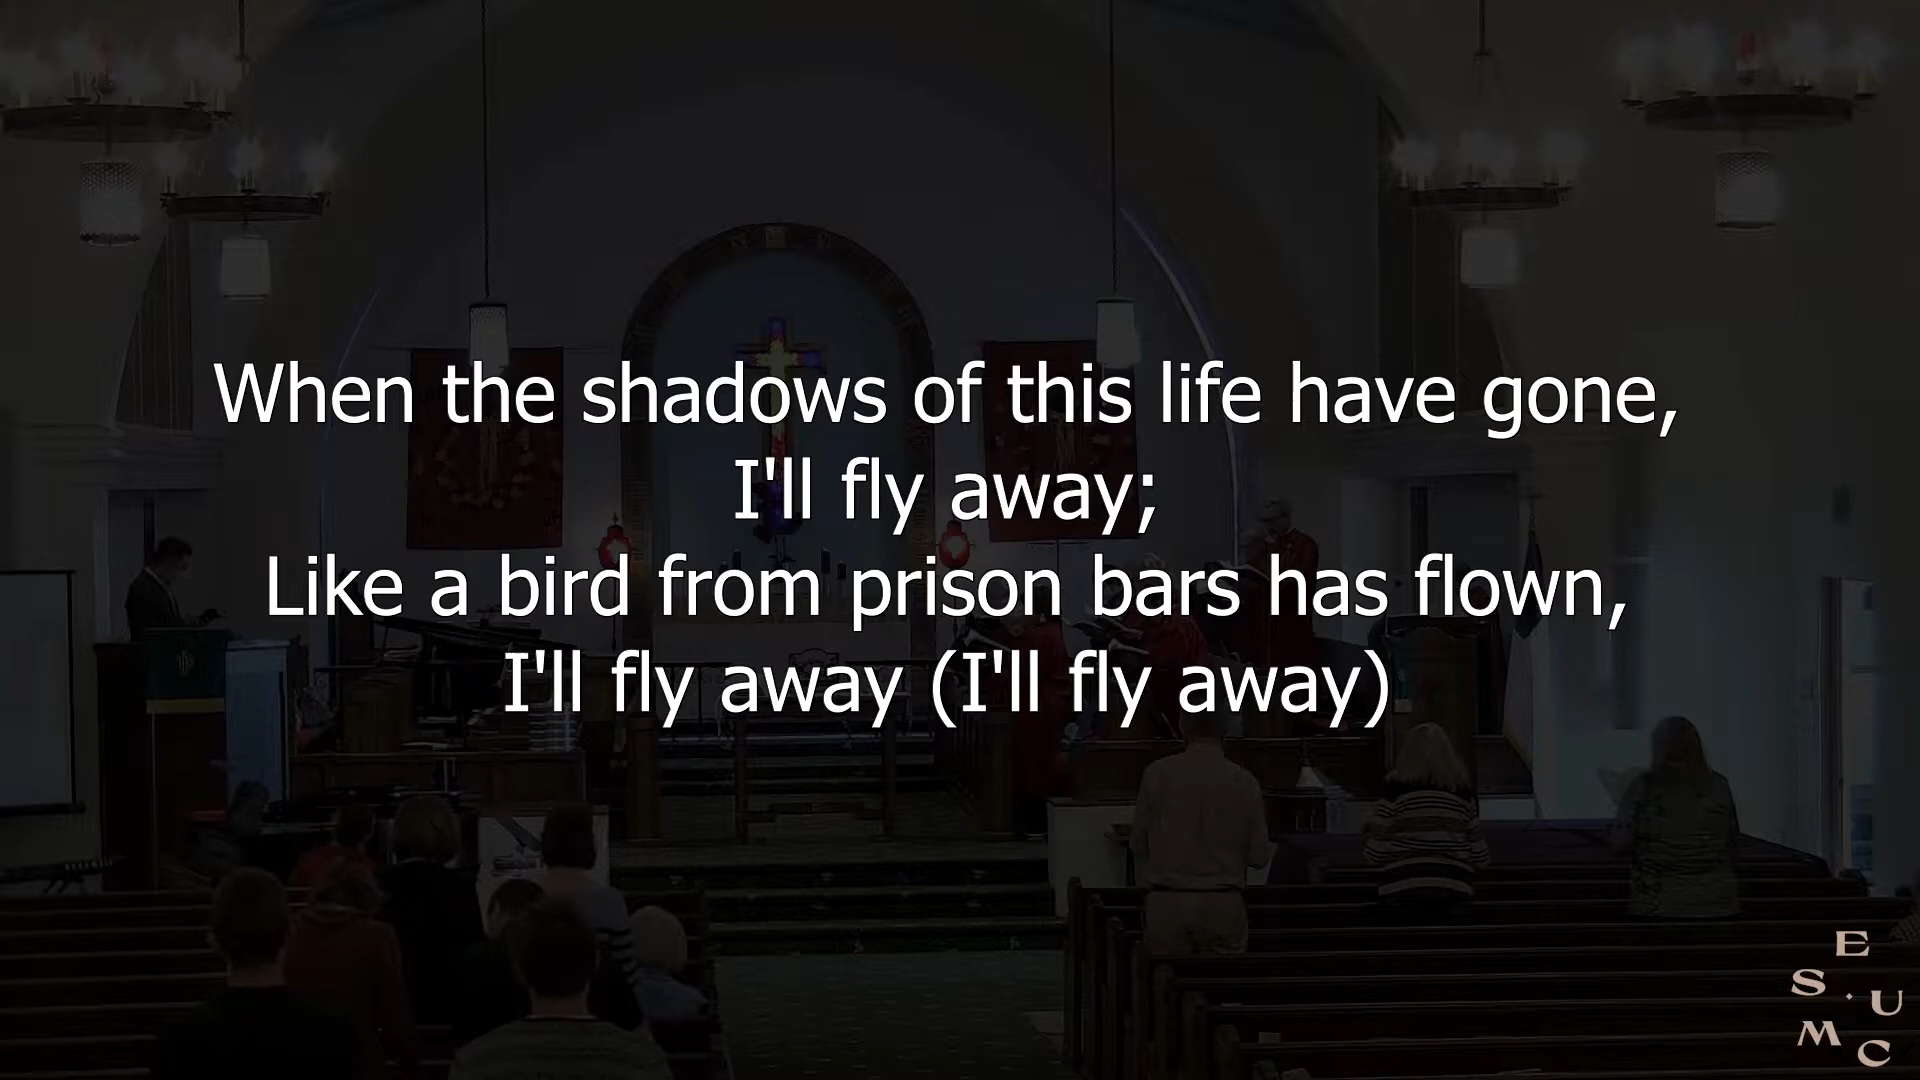 When the shadows of this life have gone,
I'll fly away;
Like a bird from prison bars has flown,
I'll fly away (I'll fly away)
E
S · U
M C